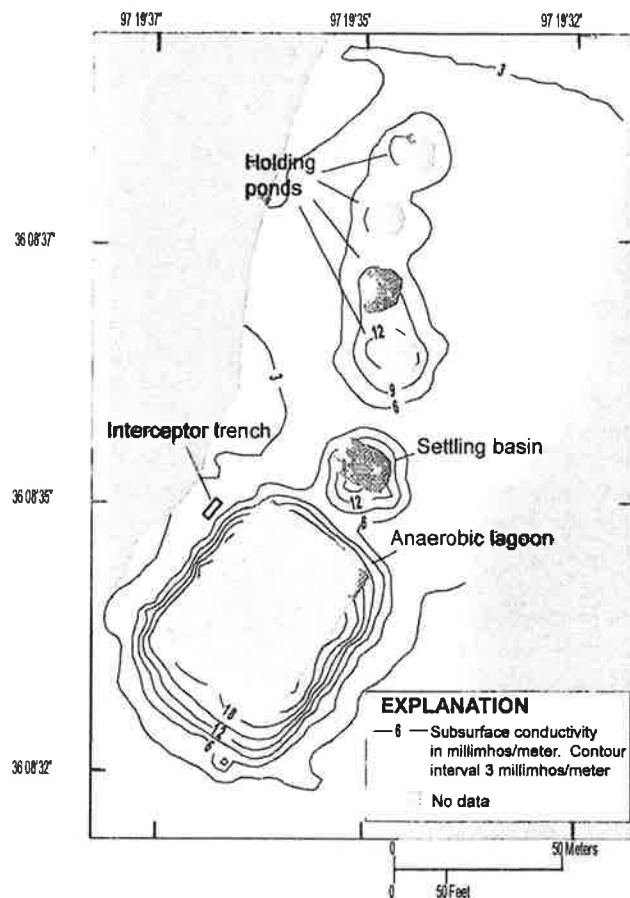 97 19'37"
97 19'35
97 19'32
3
Holding
ponds
36 08'37"
12
9
6
3
Interceptor trench
Settling basin
36 08'35"
12
6
Anaerobic lagoon
18
12
6
EXPLANATION
6 Subsurface conductivity
in millimhos/meter. Contour
interval 3 millimhos/meter
No data
36 08'32"
0 50 Meters
0 50 Feet